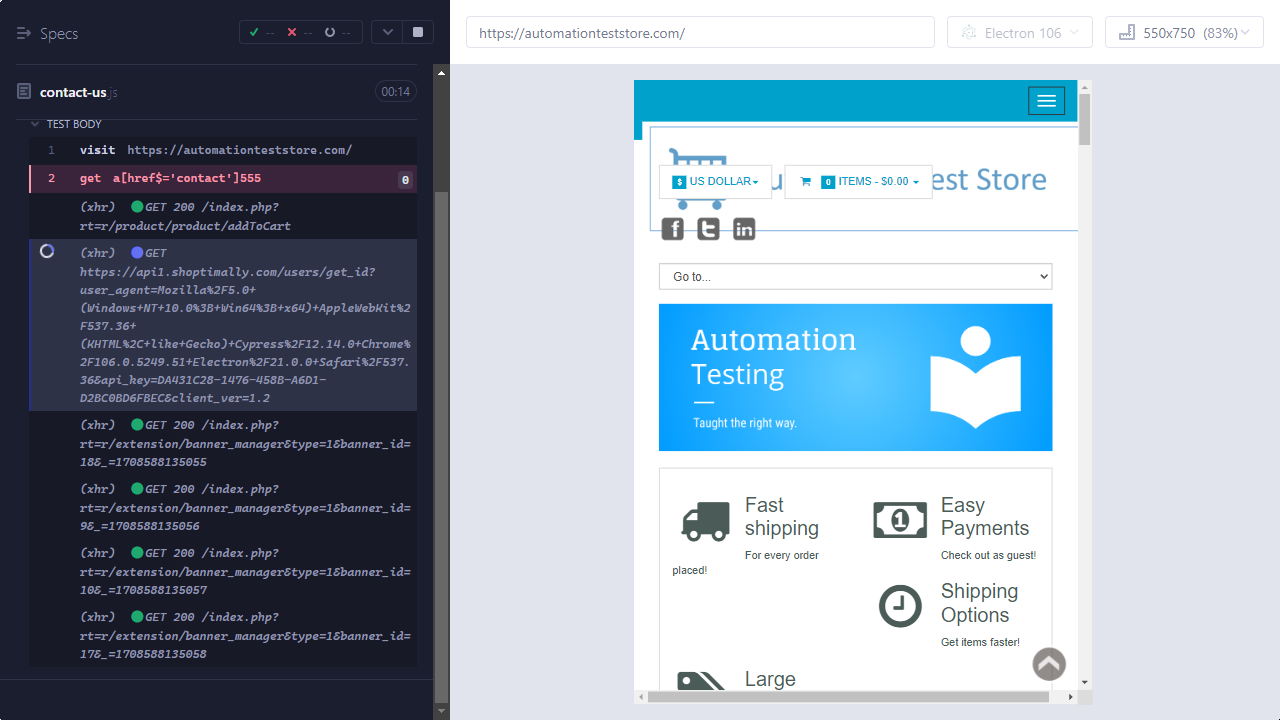 Specs
--
--
--
https://automationteststore.com/
Electron 106
550x750 (83%)
contact-us.js
00:14
TEST BODY
1 visit https://automationteststore.com/
2 get a[href$='contact']555 0
(xhr) GET 200 /index.php?
rt=r/product/product/addToCart
(xhr) GET
https://api1.shoptimally.com/users/get_id?
user_agent=Mozilla%2F5.0+
(Windows+NT+10.0%3B+Win64%3B+x64)+AppleWebKit%2
F537.36+
(KHTML%2C+like+Gecko)+Cypress%2F12.14.0+Chrome%
2F106.0.5249.51+Electron%2F21.0.0+Safari%2F537.
36&api_key=DA431C28-1476-458B-A6D1-
D2BC0BD6FBEC&client_ver=1.2
(xhr) GET 200 /index.php?
rt=r/extension/banner_manager&type=1&banner_id=
18&_=1708588135055
(xhr) GET 200 /index.php?
rt=r/extension/banner_manager&type=1&banner_id=
9&_=1708588135056
(xhr) GET 200 /index.php?
rt=r/extension/banner_manager&type=1&banner_id=
10&_=1708588135057
(xhr) GET 200 /index.php?
rt=r/extension/banner_manager&type=1&banner_id=
17&_=1708588135058
$ US DOLLAR
0 ITEMS - $0.00
est Store
Go to...
Automation
Testing
Taught the right way.
Fast
shipping
For every order
placed!
1
Easy
Payments
Check out as guest!
Shipping
Options
Get items faster!
Large